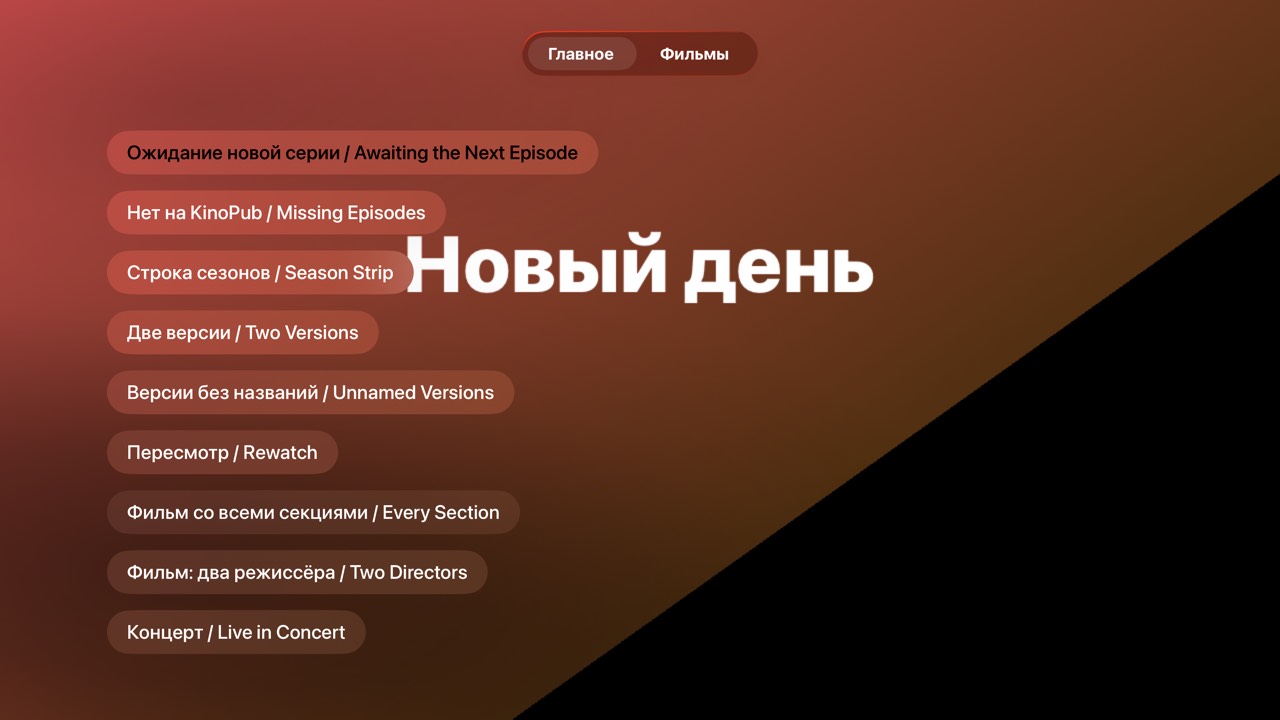 Главное
Фильмы
Ожидание новой серии / Awaiting the Next Episode
Нет на KinoPub / Missing Episodes
Новый день
Строка сезонов / Season Strip
Две версии / Two Versions
Версии без названий / Unnamed Versions
Пересмотр / Rewatch
Фильм со всеми секциями / Every Section
Фильм: два режиссёра / Two Directors
Концерт / Live in Concert